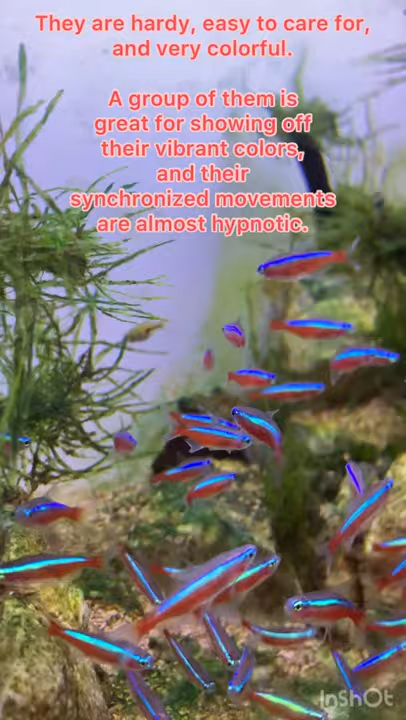 They are hardy, easy to care for,
and very colorful.
A group of them is
great for showing off
their vibrant colors,
and their
synchronized movements
are almost hypnotic.
InShOt